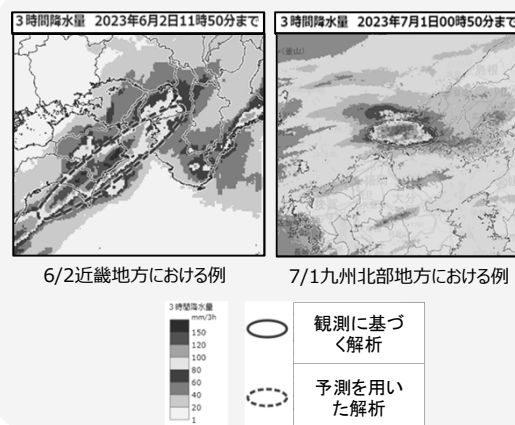 3時間降水量 2023年6月2日11時50分まで
3時間降水量 2023年7月1日00時50分まで
(釜山)
6/2近畿地方における例
7/1九州北部地方における例
3時間降水量
mm/3h
150
120
100
80
60
40
20
1
観測に基づ
く解析
予測を用い
た解析